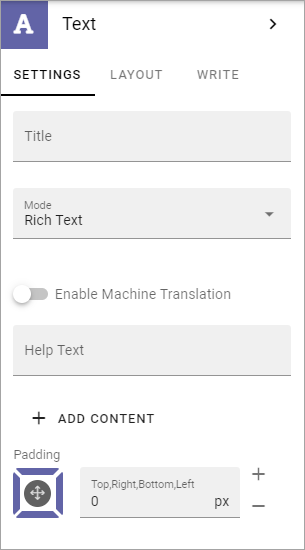 A
Text
SETTINGS LAYOUT WRITE
Title
Mode
Rich Text
Enable Machine Translation
Help Text
+ ADD CONTENT
Padding
Top,Right,Bottom,Left
0 px